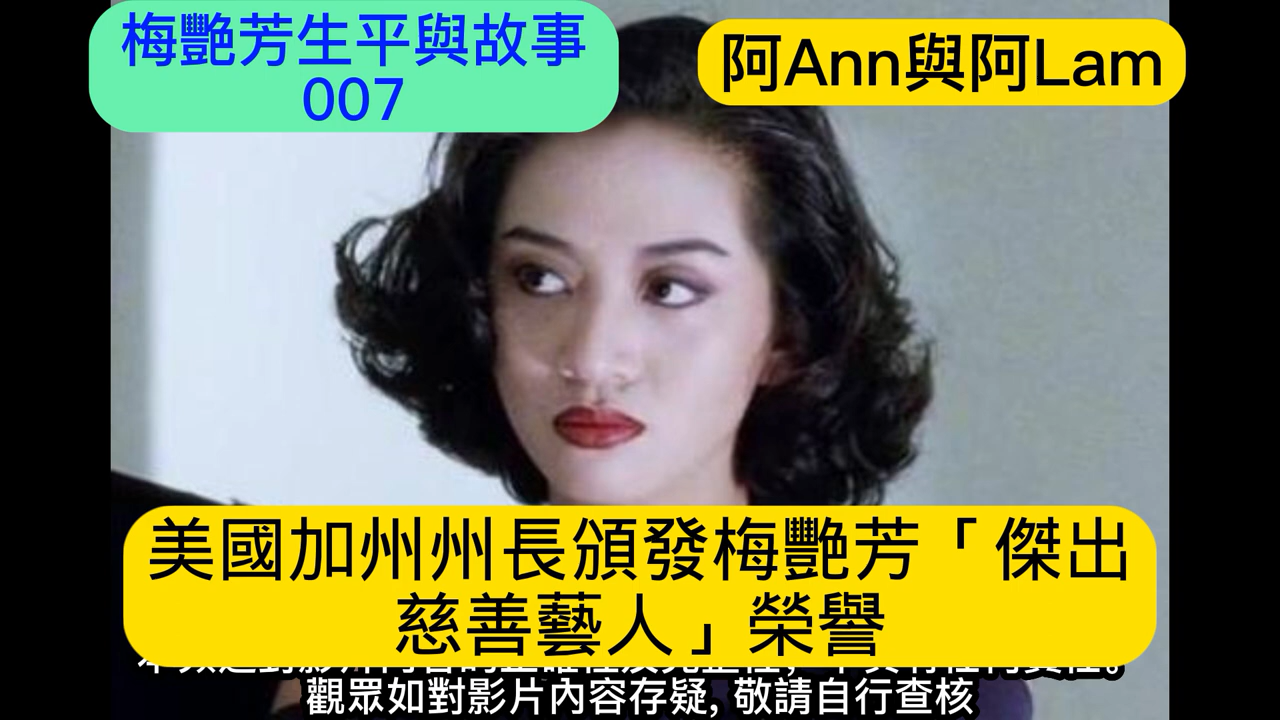 梅艷芳生平與故事
007
阿Ann與阿Lam
美國加州州長頒發梅艷芳「傑出
慈善藝人」榮譽
觀眾如對影片內容存疑, 敬請自行查核